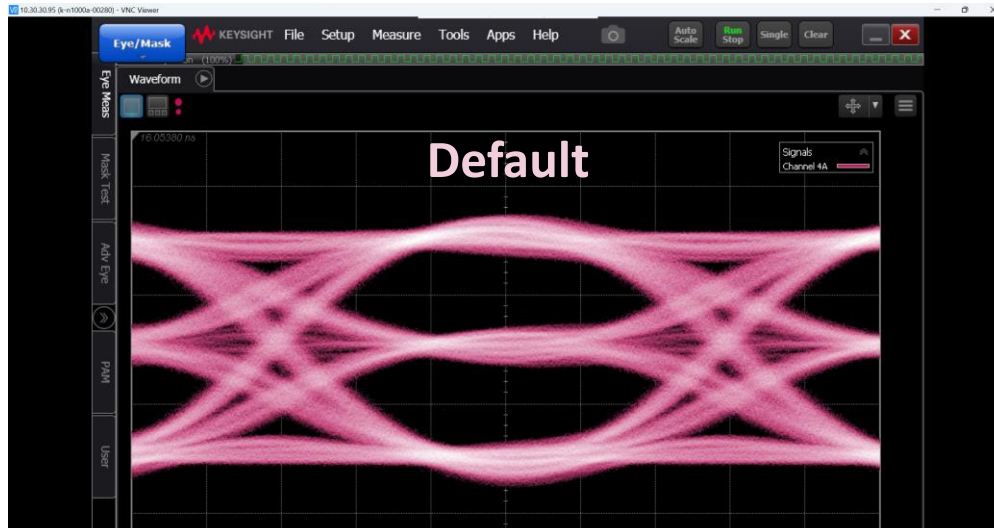 10.30.30.95 (k-n1000a-00280) - VNC Viewer
Eye/Mask
KEYSIGHT File Setup Measure Tools Apps Help
Auto Scale
Run Stop
Single
Clear
(100%)
Waveform
Eye Meas
Mask Test
Adv Eye
PAM
User
16.05380 ns
Default
Signals
Channel 4A